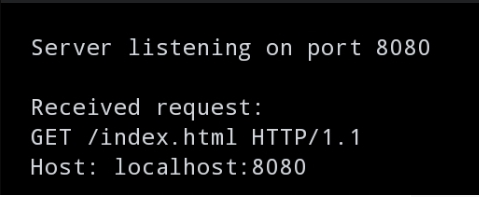 Server listening on port 8080
Received request:
GET /index.html HTTP/1.1
Host: localhost:8080